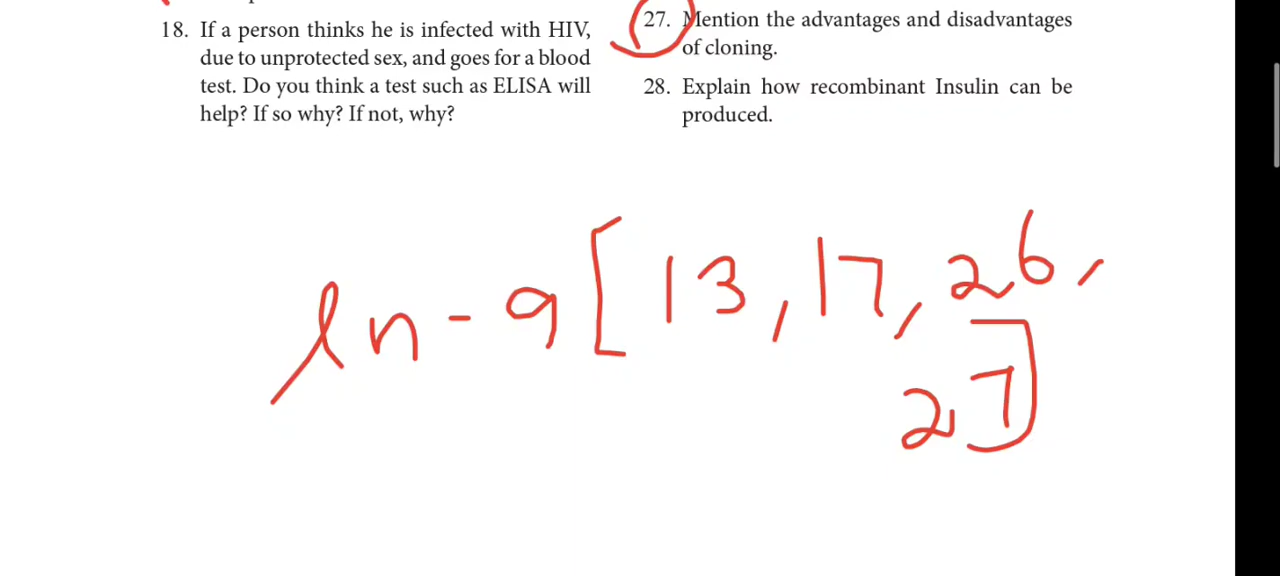 18. If a person thinks he is infected with HIV,
due to unprotected sex, and goes for a blood
test. Do you think a test such as ELISA will
help? If so why? If not, why?
27. Mention the advantages and disadvantages
of cloning.
28. Explain how recombinant Insulin can be
produced.
ln - 9 [13, 17, 26,
27]